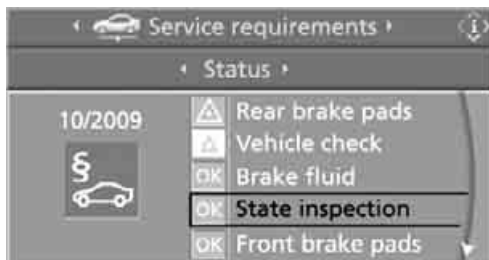 Service requirements
i
Status
10/2009
§
Rear brake pads
Vehicle check
OK Brake fluid
OK State inspection
OK Front brake pads